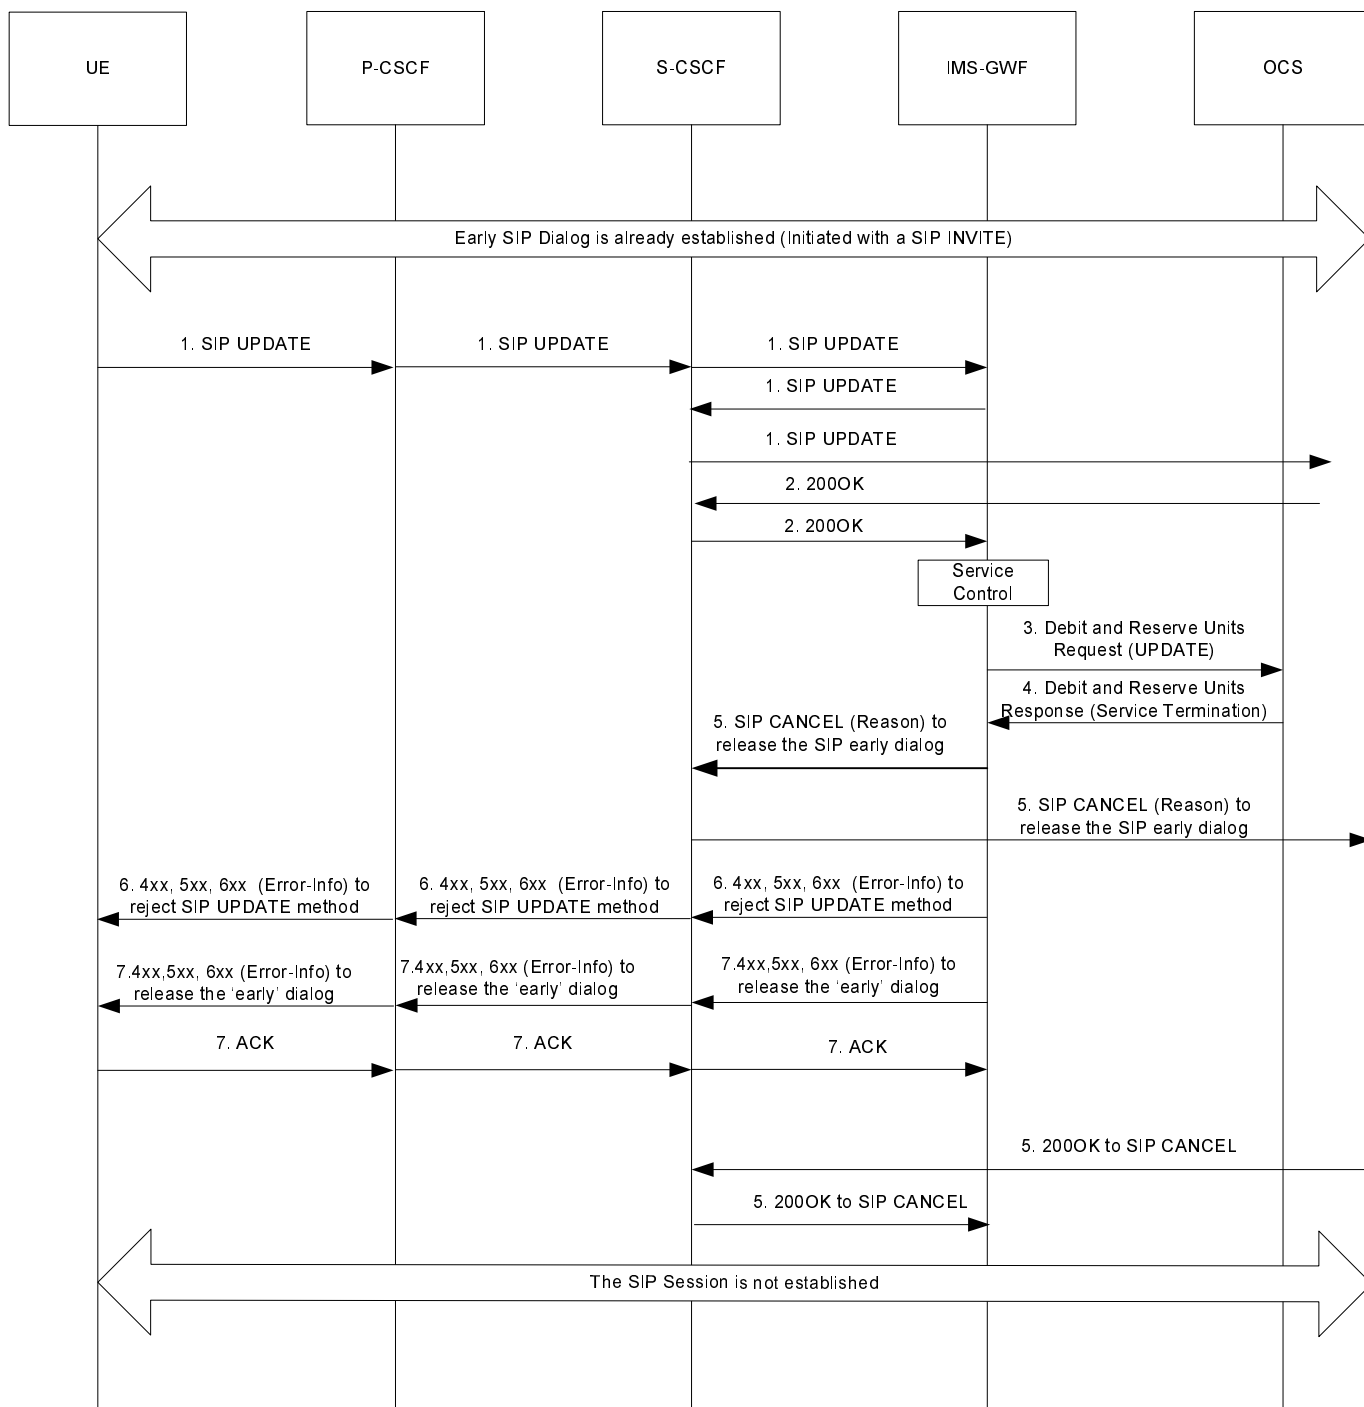 UE
P-CSCF
S-CSCF
IMS-GWF
OCS
Early SIP Dialog is already established (Initiated with a SIP INVITE)
1. SIP UPDATE
1. SIP UPDATE
1. SIP UPDATE
1. SIP UPDATE
1. SIP UPDATE
2. 200OK
2. 200OK
Service
Control
3. Debit and Reserve Units
Request (UPDATE)
4. Debit and Reserve Units
Response (Service Termination)
5. SIP CANCEL (Reason) to
release the SIP early dialog
5. SIP CANCEL (Reason) to
release the SIP early dialog
6. 4xx, 5xx, 6xx (Error-Info) to
reject SIP UPDATE method
6. 4xx, 5xx, 6xx (Error-Info) to
reject SIP UPDATE method
6. 4xx, 5xx, 6xx (Error-Info) to
reject SIP UPDATE method
7.4xx,5xx, 6xx (Error-Info) to
release the ‘early’ dialog
7.4xx,5xx, 6xx (Error-Info) to
release the ‘early’ dialog
7.4xx,5xx, 6xx (Error-Info) to
release the ‘early’ dialog
7. ACK
7. ACK
7. ACK
5. 200OK to SIP CANCEL
5. 200OK to SIP CANCEL
The SIP Session is not established